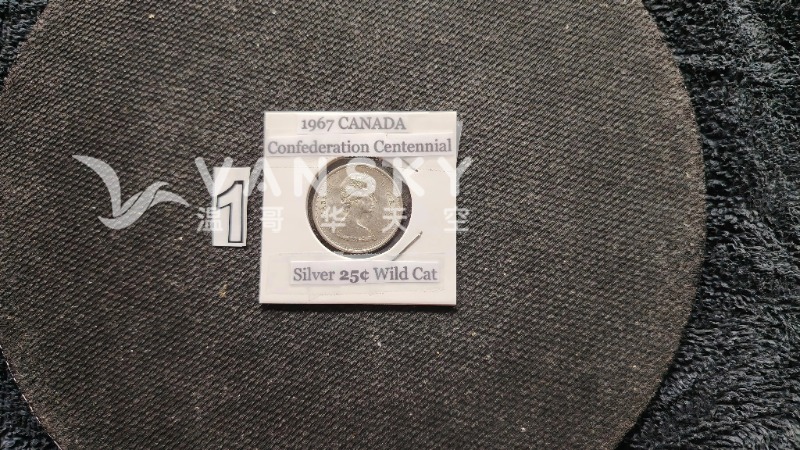 1967 CANADA
Confederation Centennial
VANSKY
温哥华天空
1
Silver 25¢ Wild Cat